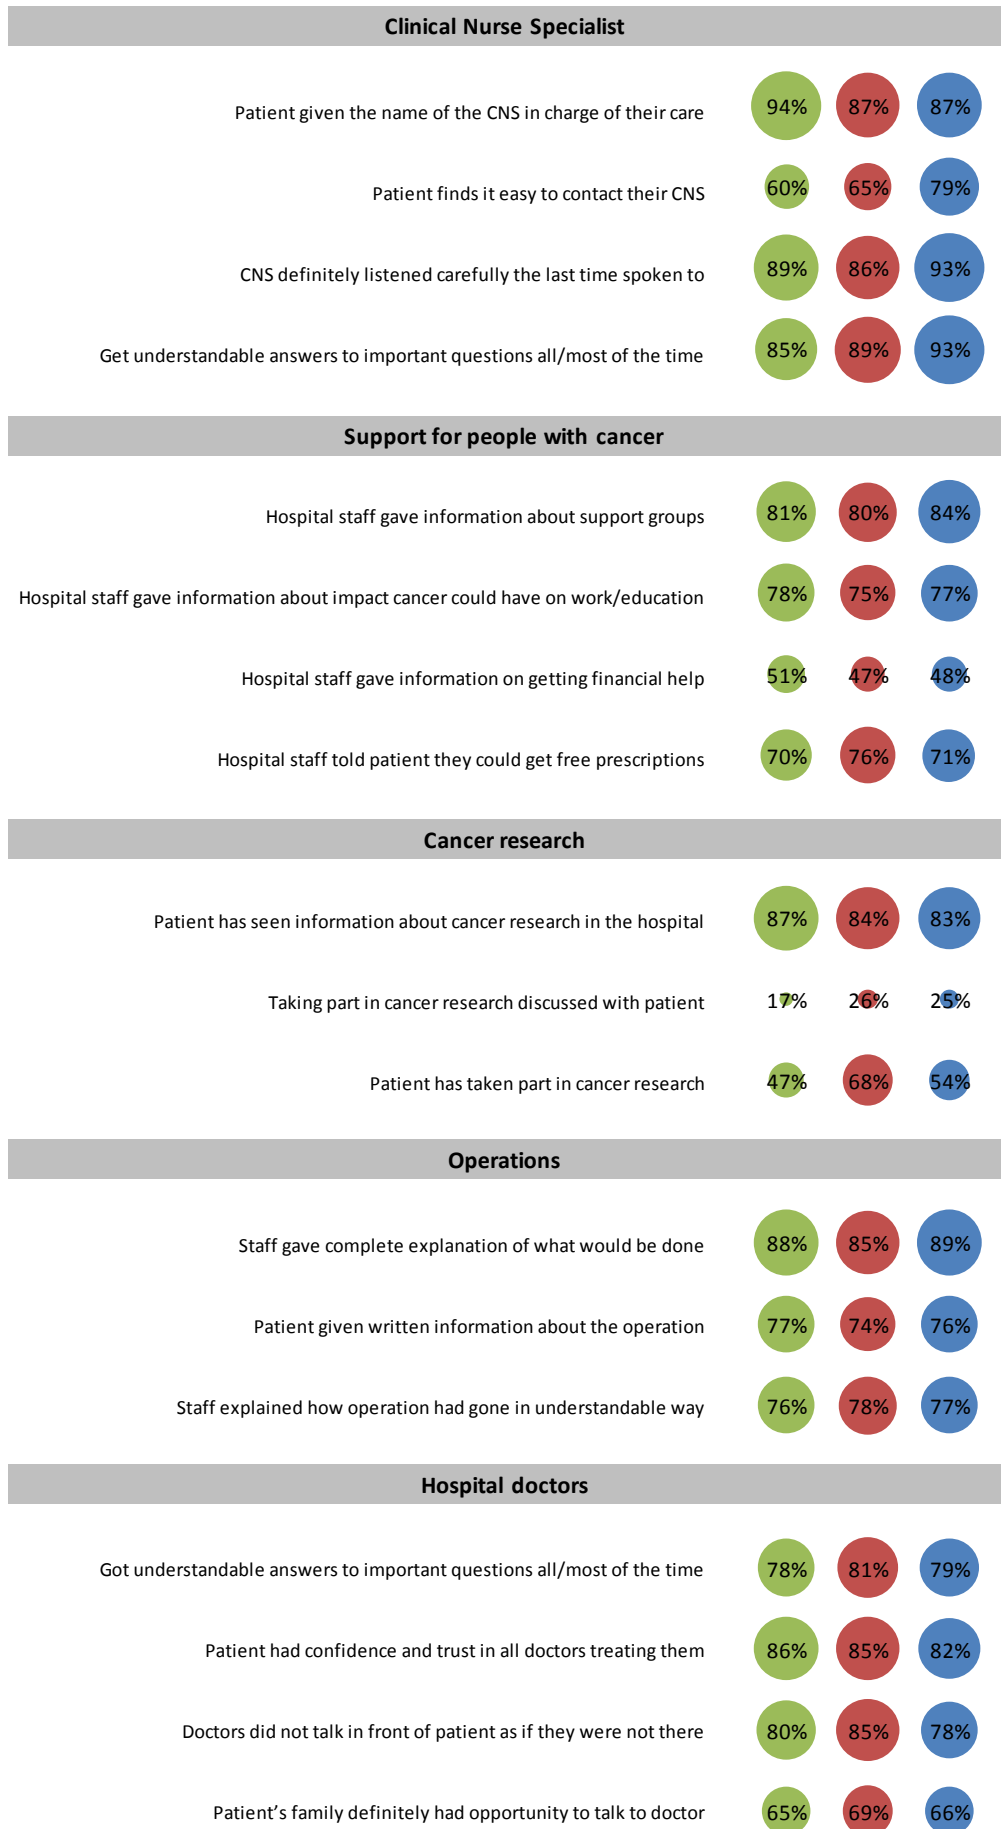 Clinical Nurse Specialist
Patient given the name of the CNS in charge of their care 94% 87% 87%
Patient finds it easy to contact their CNS 60% 65% 79%
CNS definitely listened carefully the last time spoken to 89% 86% 93%
Get understandable answers to important questions all/most of the time 85% 89% 93%
Support for people with cancer
Hospital staff gave information about support groups 81% 80% 84%
Hospital staff gave information about impact cancer could have on work/education 78% 75% 77%
Hospital staff gave information on getting financial help 51% 47% 48%
Hospital staff told patient they could get free prescriptions 70% 76% 71%
Cancer research
Patient has seen information about cancer research in the hospital 87% 84% 83%
Taking part in cancer research discussed with patient 17% 26% 25%
Patient has taken part in cancer research 47% 68% 54%
Operations
Staff gave complete explanation of what would be done 88% 85% 89%
Patient given written information about the operation 77% 74% 76%
Staff explained how operation had gone in understandable way 76% 78% 77%
Hospital doctors
Got understandable answers to important questions all/most of the time 78% 81% 79%
Patient had confidence and trust in all doctors treating them 86% 85% 82%
Doctors did not talk in front of patient as if they were not there 80% 85% 78%
Patient's family definitely had opportunity to talk to doctor 65% 69% 66%